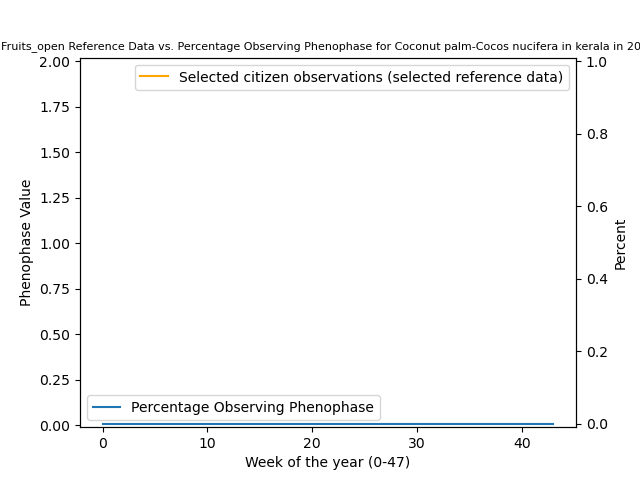 Fruits_open Reference Data vs. Percentage Observing Phenophase for Coconut palm-Cocos nucifera in kerala in 20
2.00
1.75
1.50
1.25
1.00
0.75
0.50
0.25
0.00
Phenophase Value
Selected citizen observations (selected reference data)
Percentage Observing Phenophase
1.0
0.8
0.6
0.4
0.2
0.0
Percent
0 10 20 30 40
Week of the year (0-47)